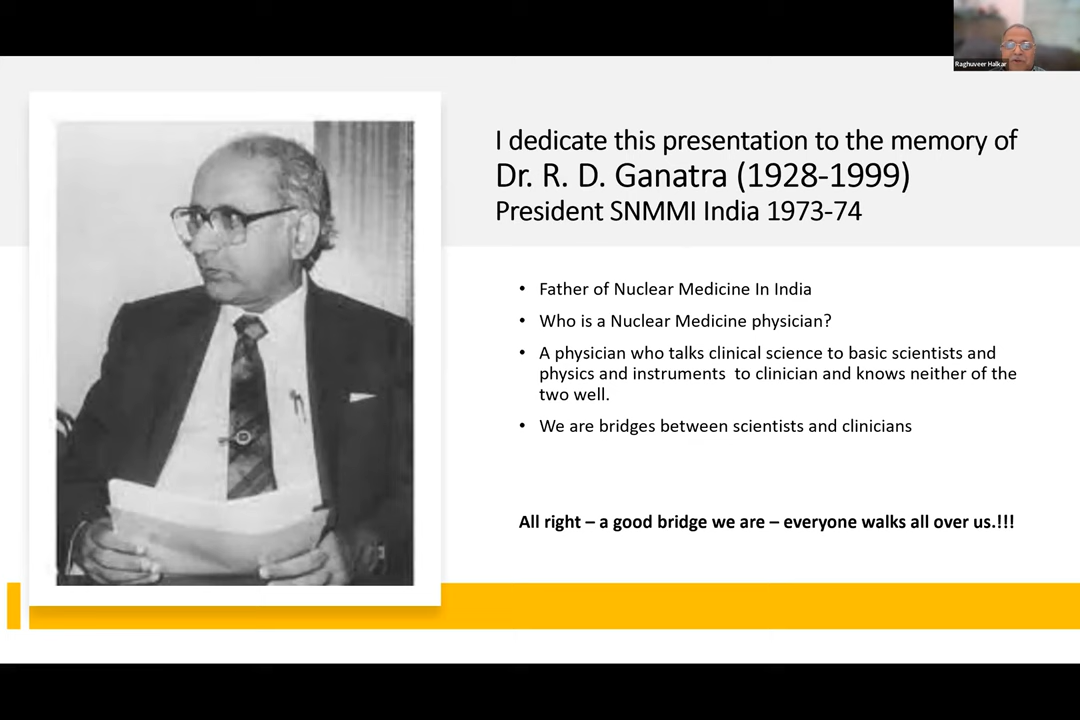 Raghuveer Halkar
I dedicate this presentation to the memory of
Dr. R. D. Ganatra (1928-1999)
President SNMMI India 1973-74
• Father of Nuclear Medicine In India
• Who is a Nuclear Medicine physician?
• A physician who talks clinical science to basic scientists and
physics and instruments  to clinician and knows neither of the
two well.
• We are bridges between scientists and clinicians
All right – a good bridge we are – everyone walks all over us.!!!